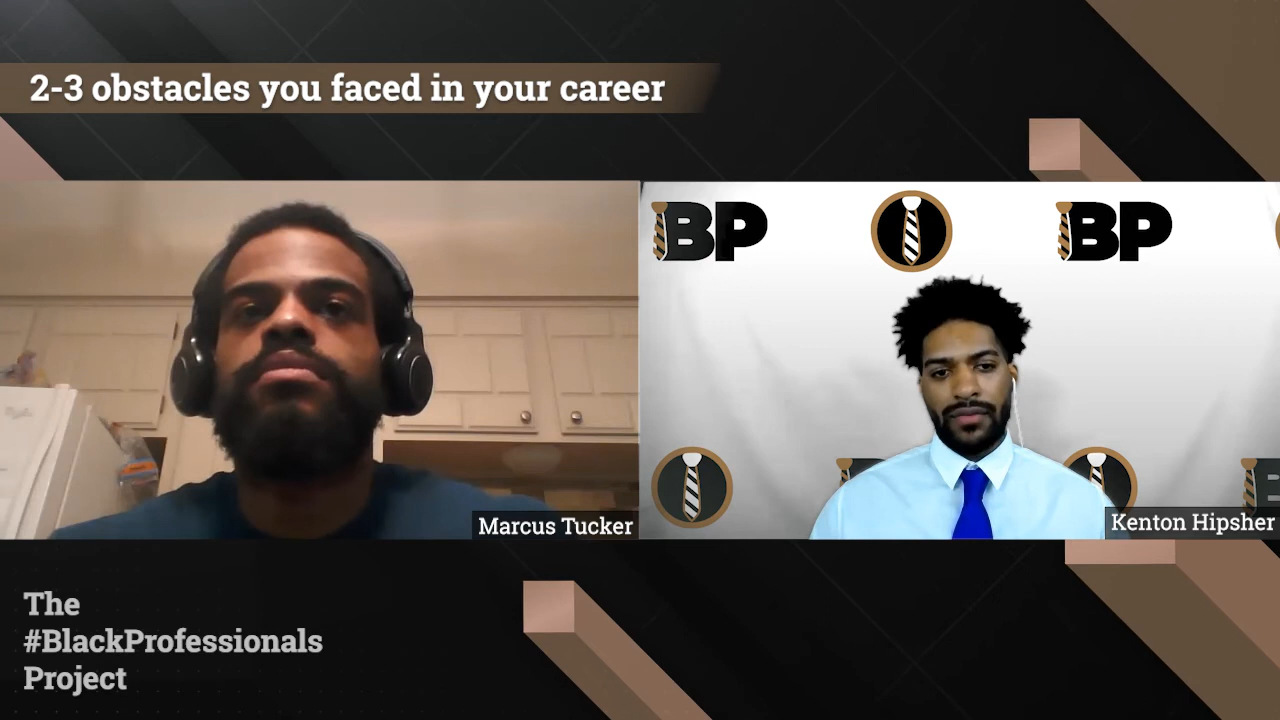 2-3 obstacles you faced in your career
BP
BP
Marcus Tucker
Kenton Hipsher
The
#BlackProfessionals
Project